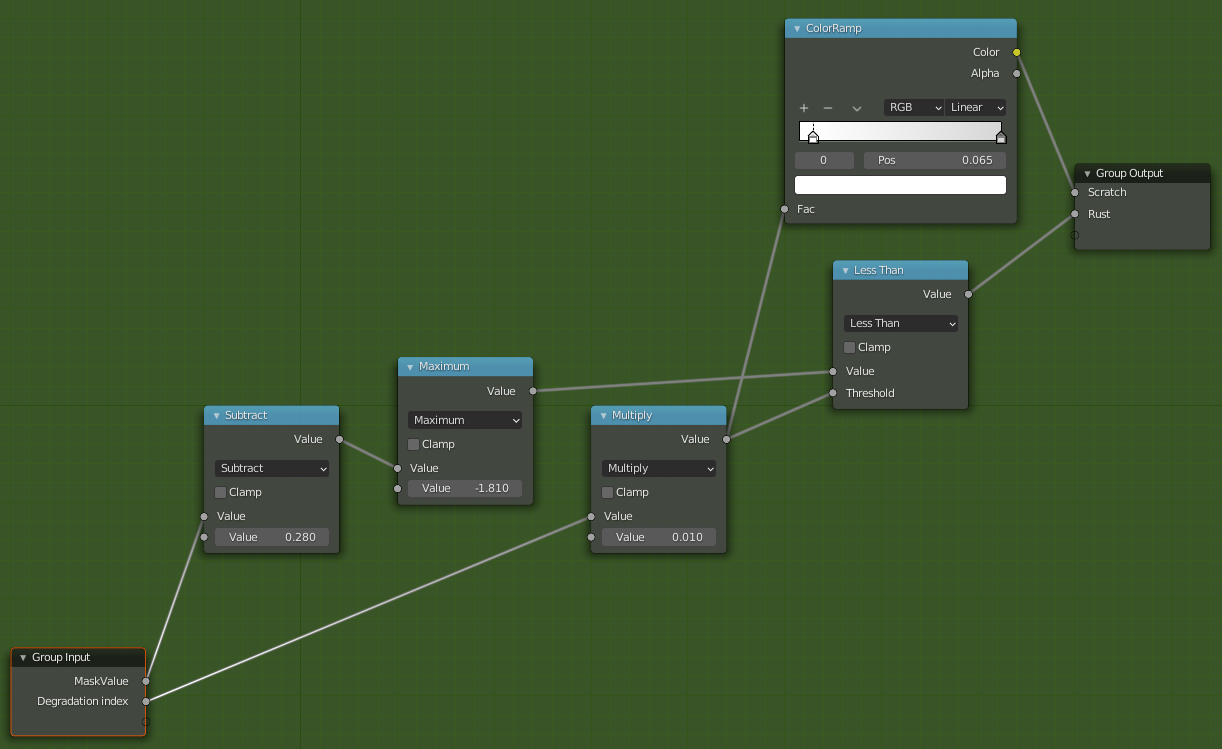 ColorRamp
Color
Alpha
RGB Linear
0 Pos 0.065
Fac
Group Output
Scratch
Rust
Less Than
Value
Less Than
Clamp
Value
Threshold
Maximum
Value
Maximum
Clamp
Value
Value -1.810
Subtract
Value
Subtract
Clamp
Value
Value 0.280
Multiply
Value
Multiply
Clamp
Value
Value 0.010
Group Input
MaskValue
Degradation index